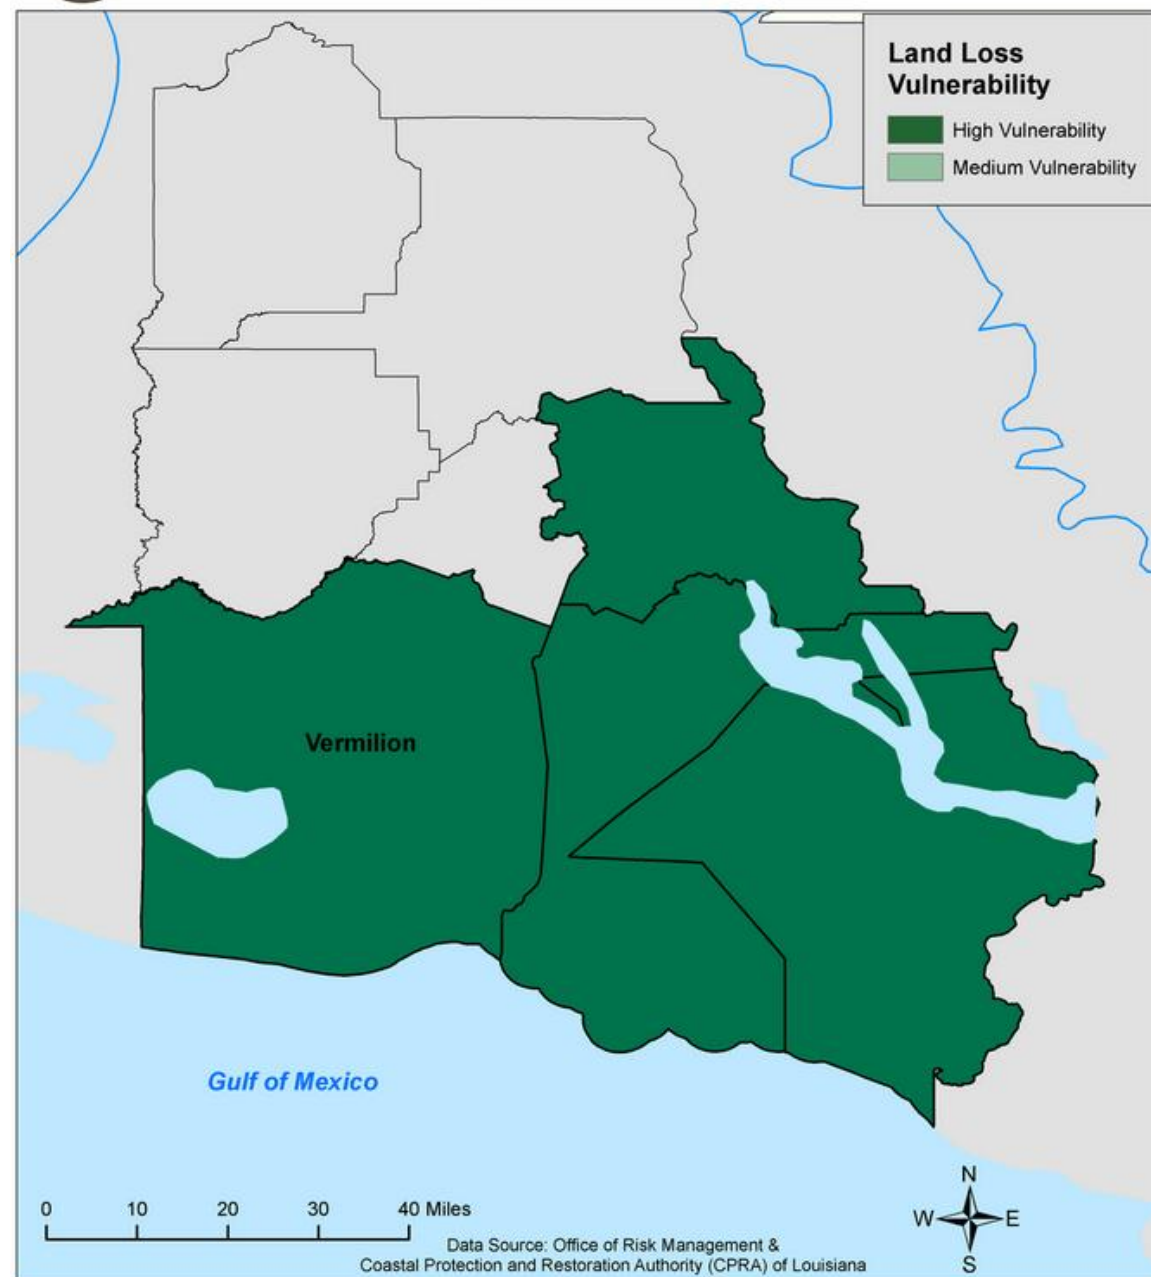 Land Loss
Vulnerability
High Vulnerability
Medium Vulnerability
Vermilion
Gulf of Mexico
0 10 20 30 40 Miles
N
W E
S
Data Source: Office of Risk Management &
Coastal Protection and Restoration Authority (CPRA) of Louisiana